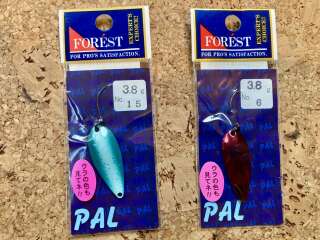 FOREST
EXPERT'S CHOICE!
FOR PRO'S SATISFACTION.
3.8g
No. 15
ウラの色も
見てネ!!
PAL
FOREST
EXPERT'S CHOICE!
FOR PRO'S SATISFACTION.
3.8g
No. 6
ウラの色も
見てネ!!
PAL